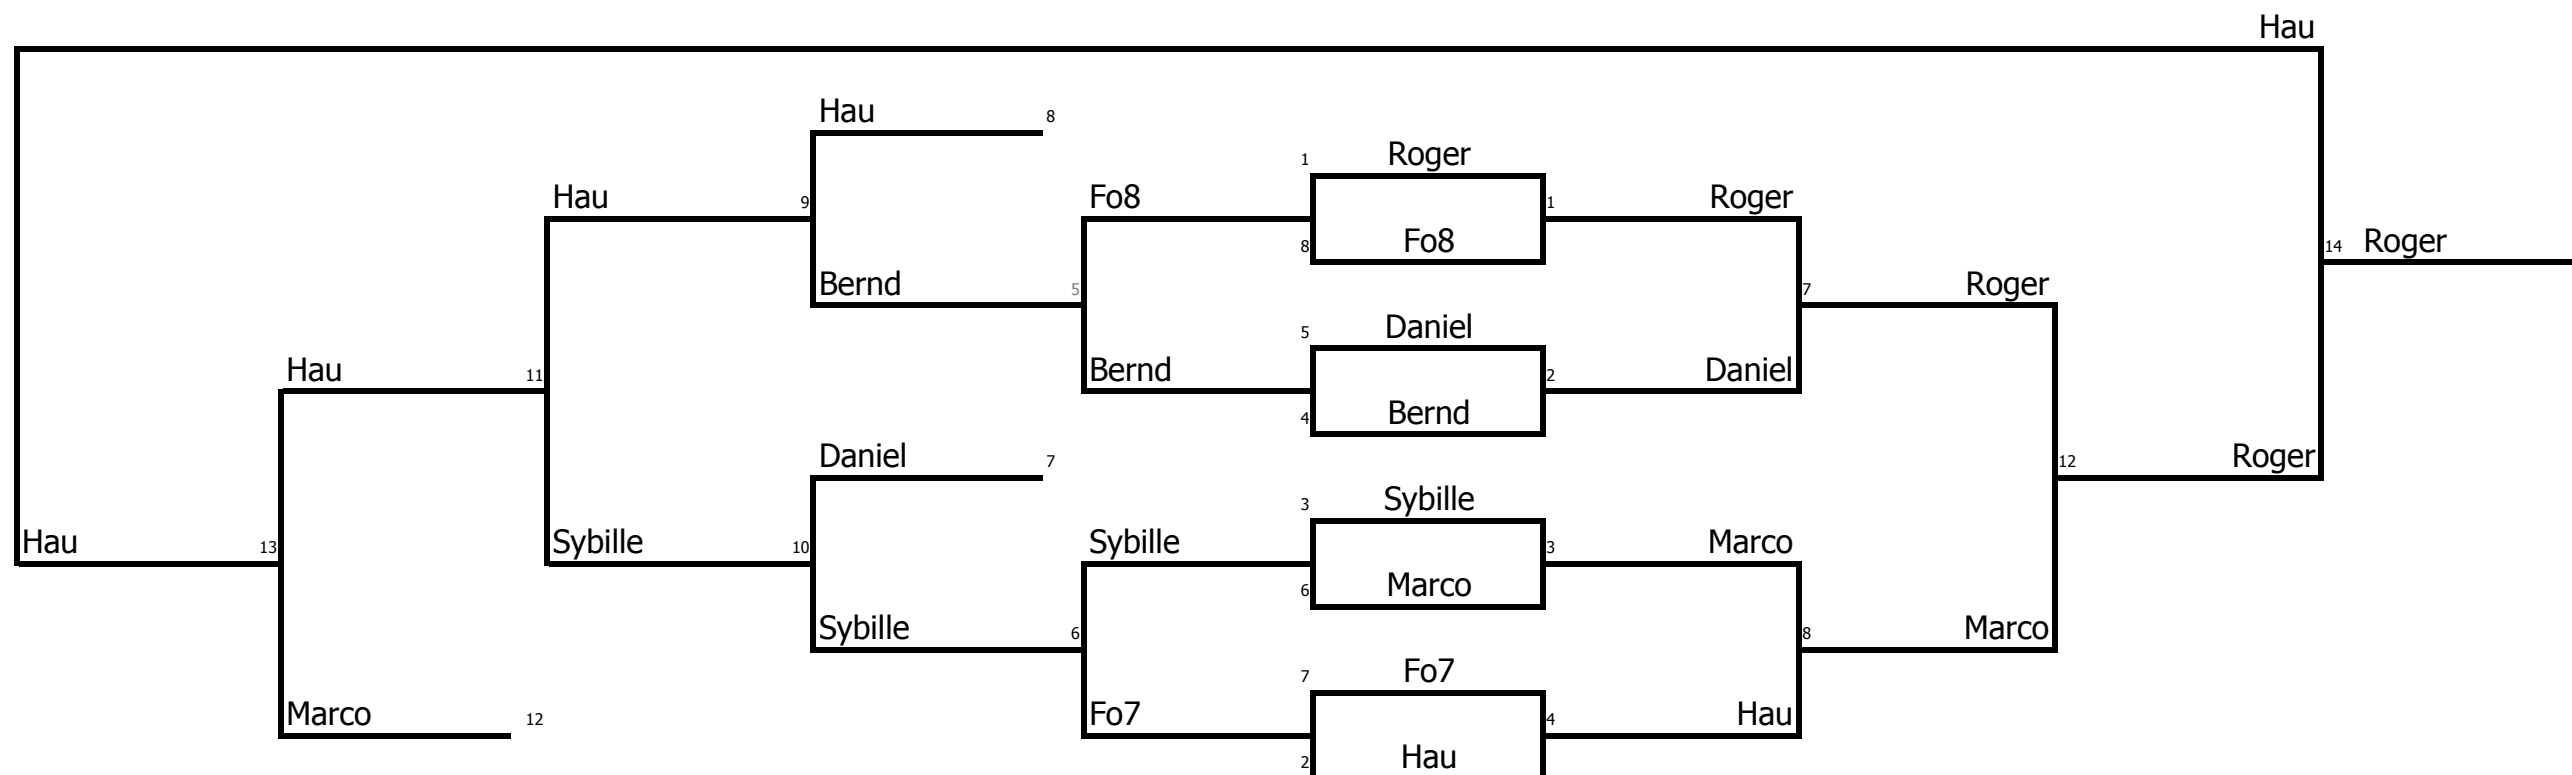 Hau
Hau 8
1 Roger
Hau 9 Fo8 1 Roger
8 Fo8
14 Roger
Bernd 5 7 Roger
5 Daniel
Hau 11 Bernd 2 Daniel
4 Bernd
Daniel 7 12 Roger
3 Sybille
Hau 13 Sybille 10 Sybille 3 Marco
6 Marco
Sybille 6 8 Marco
7 Fo7
Marco 12 Fo7 4 Hau
2 Hau